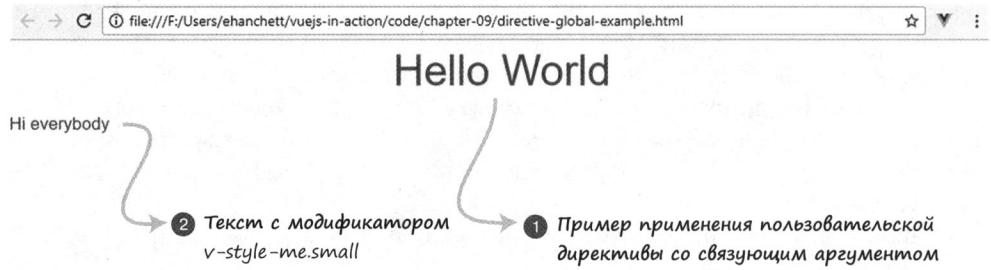 file:///F:/Users/ehanchett/vuejs-in-action/code/chapter-09/directive-global-example.html
Hello World
Hi everybody
2 Текст с модификатором
v-style-me.small
1 Пример применения пользовательской
директивы со связующим аргументом